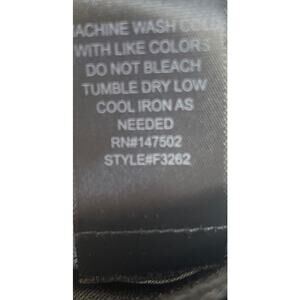 MACHINE WASH COLD
WITH LIKE COLORS
DO NOT BLEACH
TUMBLE DRY LOW
COOL IRON AS
NEEDED
RN#147502
STYLE#F3262